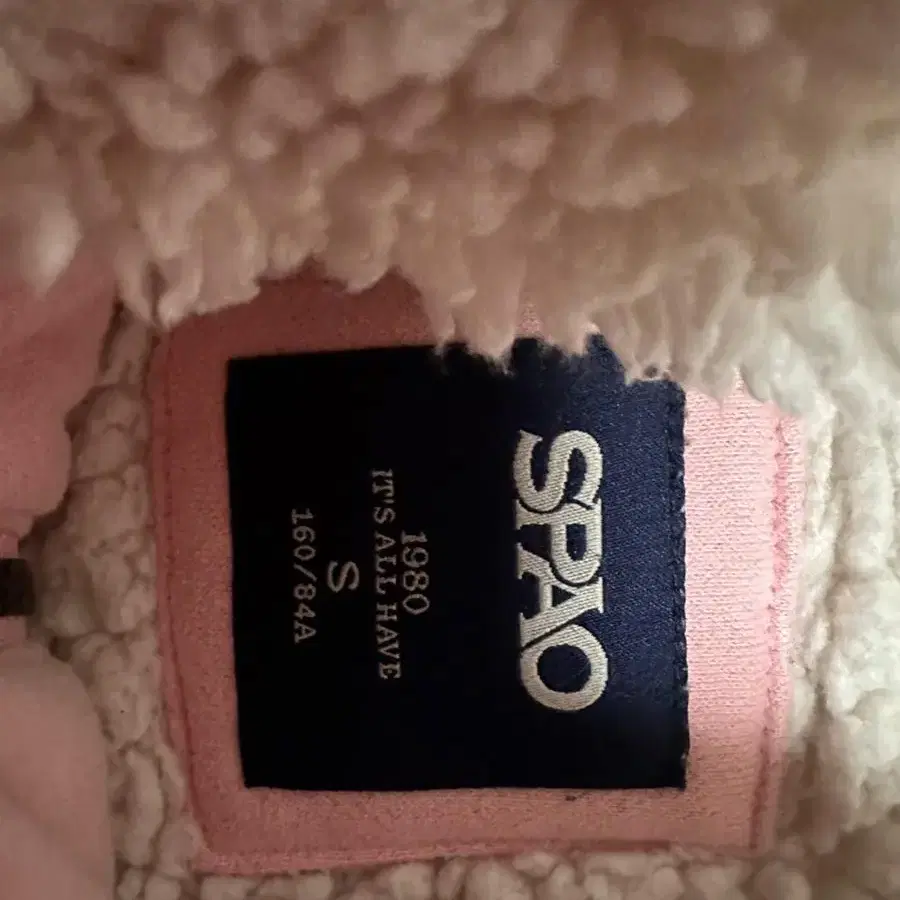 SPAO
1980
IT'S ALL HAVE
S
160/84A